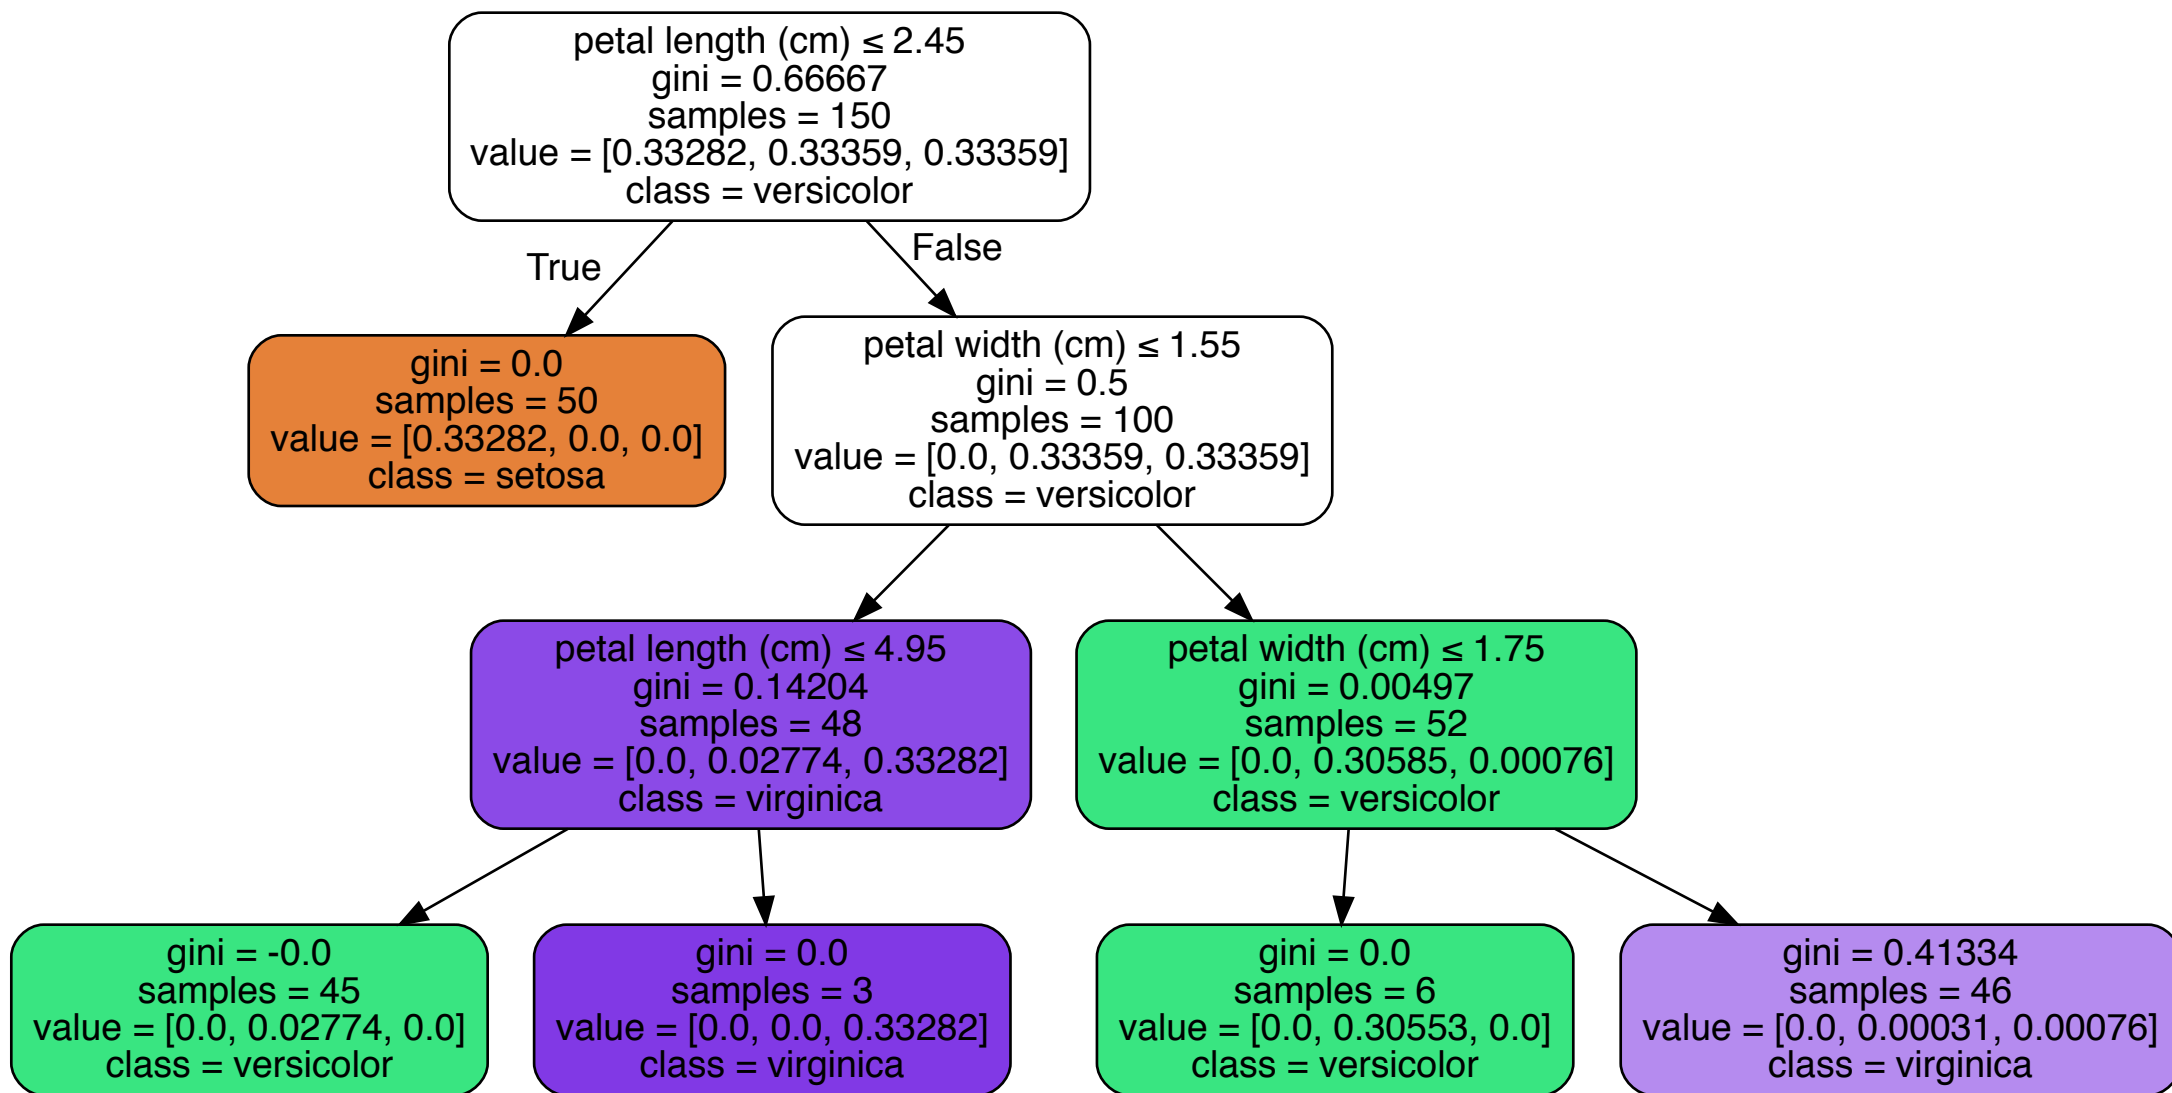 petal length (cm) ≤ 2.45
gini = 0.66667
samples = 150
value = [0.33282, 0.33359, 0.33359]
class = versicolor
True
False
gini = 0.0
samples = 50
value = [0.33282, 0.0, 0.0]
class = setosa
petal width (cm) ≤ 1.55
gini = 0.5
samples = 100
value = [0.0, 0.33359, 0.33359]
class = versicolor
petal length (cm) ≤ 4.95
gini = 0.14204
samples = 48
value = [0.0, 0.02774, 0.33282]
class = virginica
petal width (cm) ≤ 1.75
gini = 0.00497
samples = 52
value = [0.0, 0.30585, 0.00076]
class = versicolor
gini = -0.0
samples = 45
value = [0.0, 0.02774, 0.0]
class = versicolor
gini = 0.0
samples = 3
value = [0.0, 0.0, 0.33282]
class = virginica
gini = 0.0
samples = 6
value = [0.0, 0.30553, 0.0]
class = versicolor
gini = 0.41334
samples = 46
value = [0.0, 0.00031, 0.00076]
class = virginica